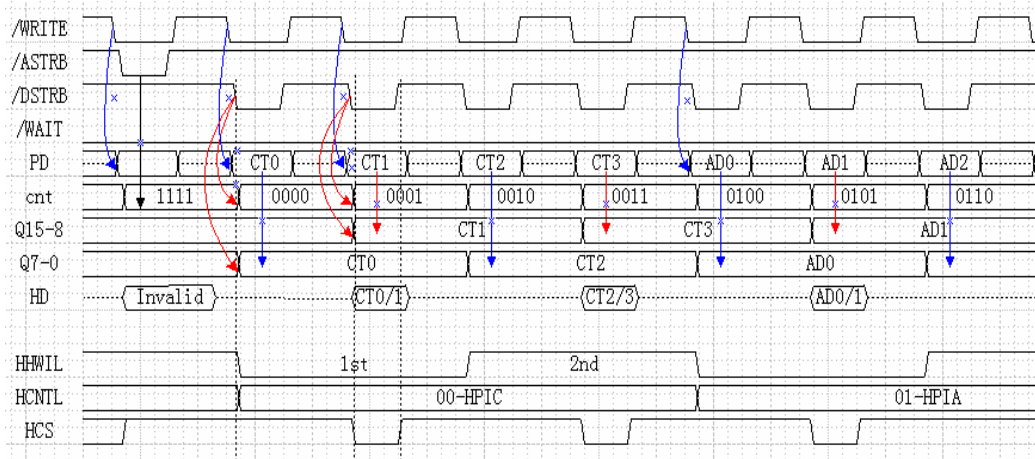 /WRITE
/ASTRB
/DSTRB
/WAIT
PD CT0 CT1 CT2 CT3 AD0 AD1 AD2
cnt 1111 0000 0001 0010 0011 0100 0101 0110
Q15-8 CT1 CT3 AD1
Q7-0 CT0 CT2 AD0
HD Invalid CT0/1 CT2/3 AD0/1
HHWIL 1st 2nd
HCNTL 00-HPIC 01-HPIA
HCS